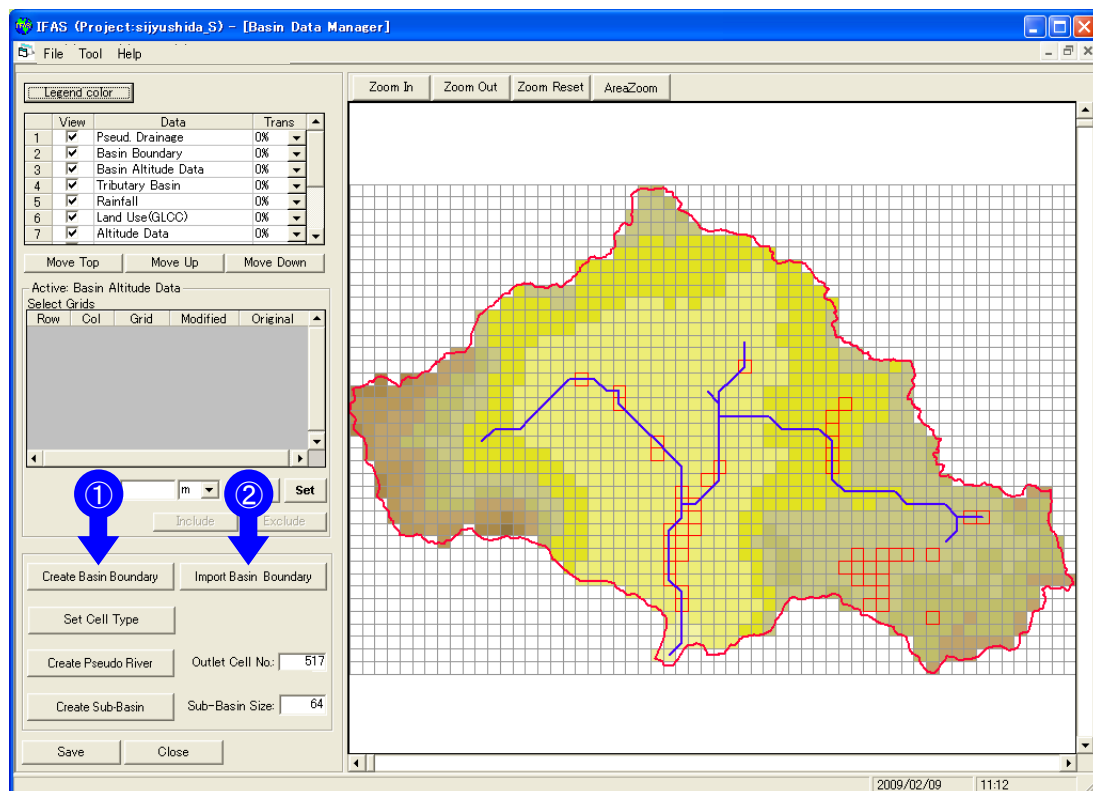 IFAS (Project:sijyushida_S) - [Basin Data Manager]
File Tool Help
Legend color
Zoom In Zoom Out Zoom Reset AreaZoom
View Data Trans
1 Pseud. Drainage 0%
2 Basin Boundary 0%
3 Basin Altitude Data 0%
4 Tributary Basin 0%
5 Rainfall 0%
6 Land Use(GLCC) 0%
7 Altitude Data 0%
Move Top Move Up Move Down
Active: Basin Altitude Data
Select Grids
Row Col Grid Modified Original
① m ② Set
Include Exclude
Create Basin Boundary Import Basin Boundary
Set Cell Type
Create Pseudo River Outlet Cell No.: 517
Create Sub-Basin Sub-Basin Size: 64
Save Close
2009/02/09 11:12